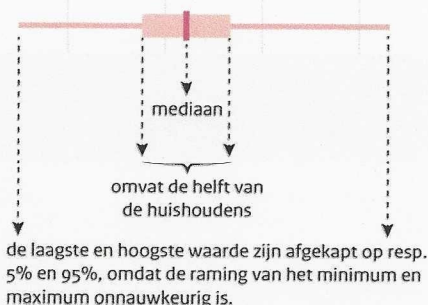 mediaan
omvat de helft van
de huishoudens
de laagste en hoogste waarde zijn afgekapt op resp.
5% en 95%, omdat de raming van het minimum en
maximum onnauwkeurig is.